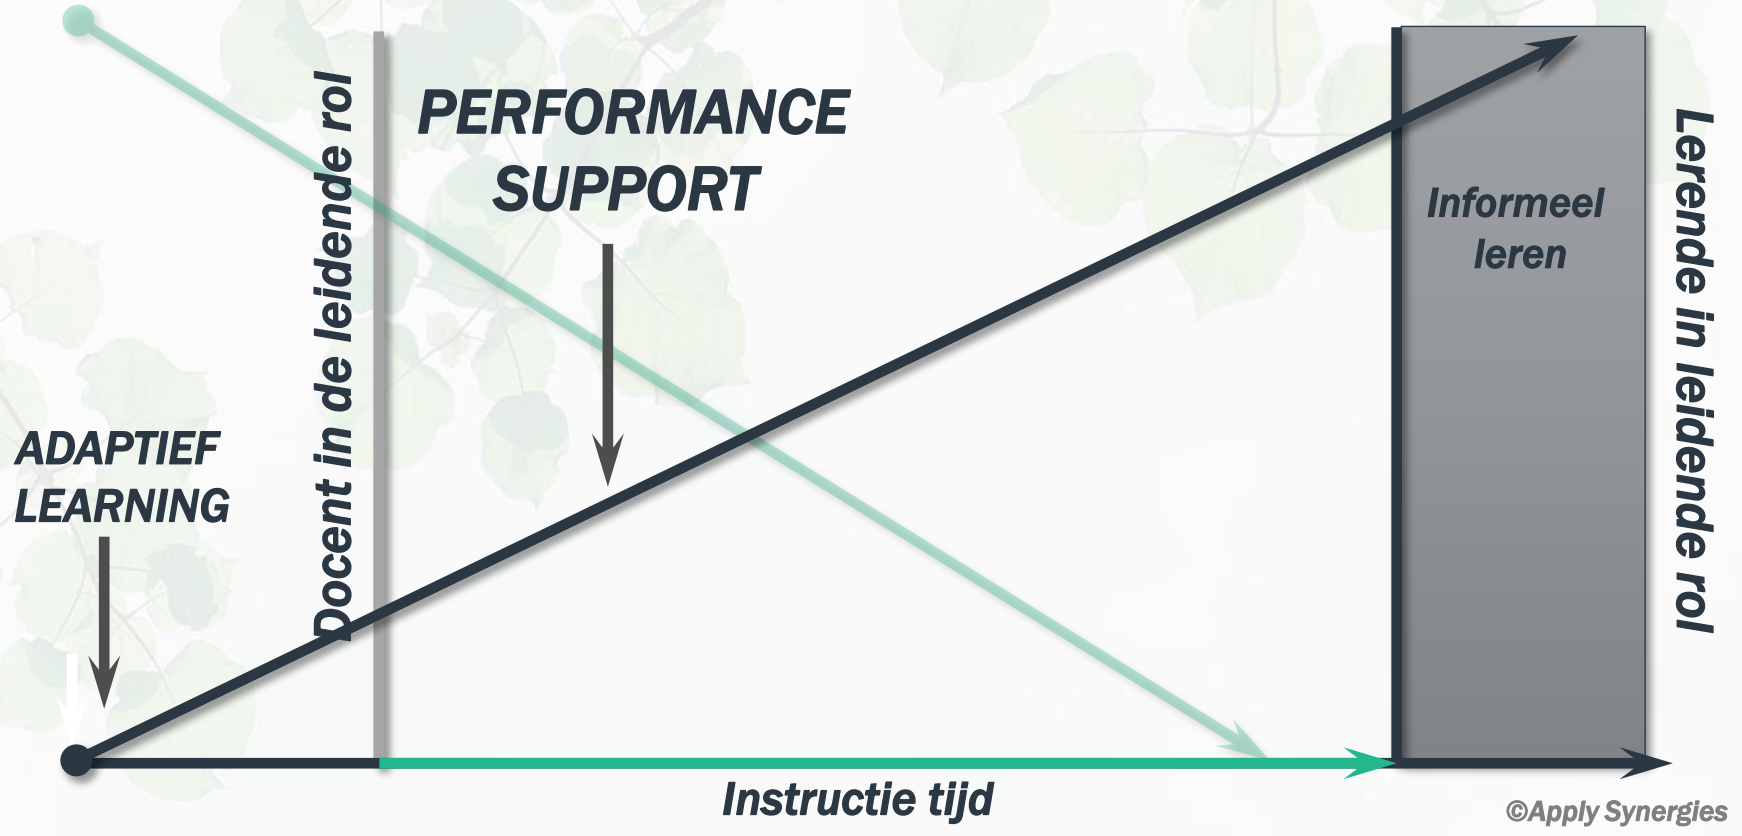 PERFORMANCE
SUPPORT
ADAPTIEF
LEARNING
Docent in de leidende rol
Informeel
leren
Lerende in leidende rol
Instructie tijd
©Apply Synergies